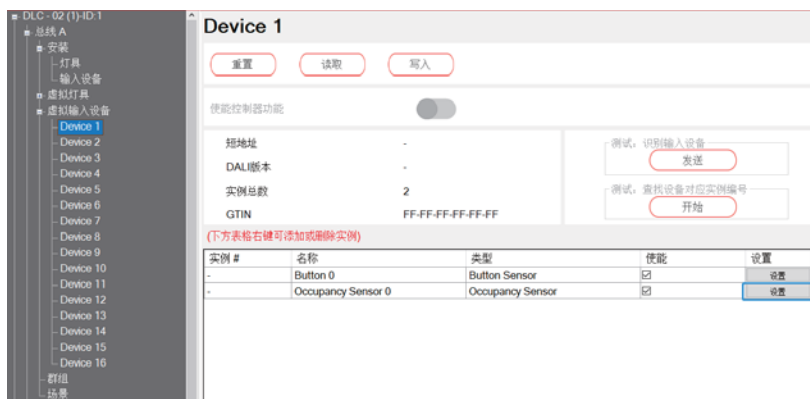 DLC - 02 (1)-ID:1
总线 A
安装
灯具
输入设备
虚拟灯具
虚拟输入设备
Device 1
Device 2
Device 3
Device 4
Device 5
Device 6
Device 7
Device 8
Device 9
Device 10
Device 11
Device 12
Device 13
Device 14
Device 15
Device 16
群组
场景
Device 1
重置 读取 写入
使能控制器功能
短地址 -
DALI版本 -
实例总数 2
GTIN FF-FF-FF-FF-FF-FF
测试，识别输入设备
发送
测试，查找设备对应实例编号
开始
(下方表格右键可添加或删除实例)
实例 # 名称 类型 使能 设置
- Button 0 Button Sensor 设置
- Occupancy Sensor 0 Occupancy Sensor 设置